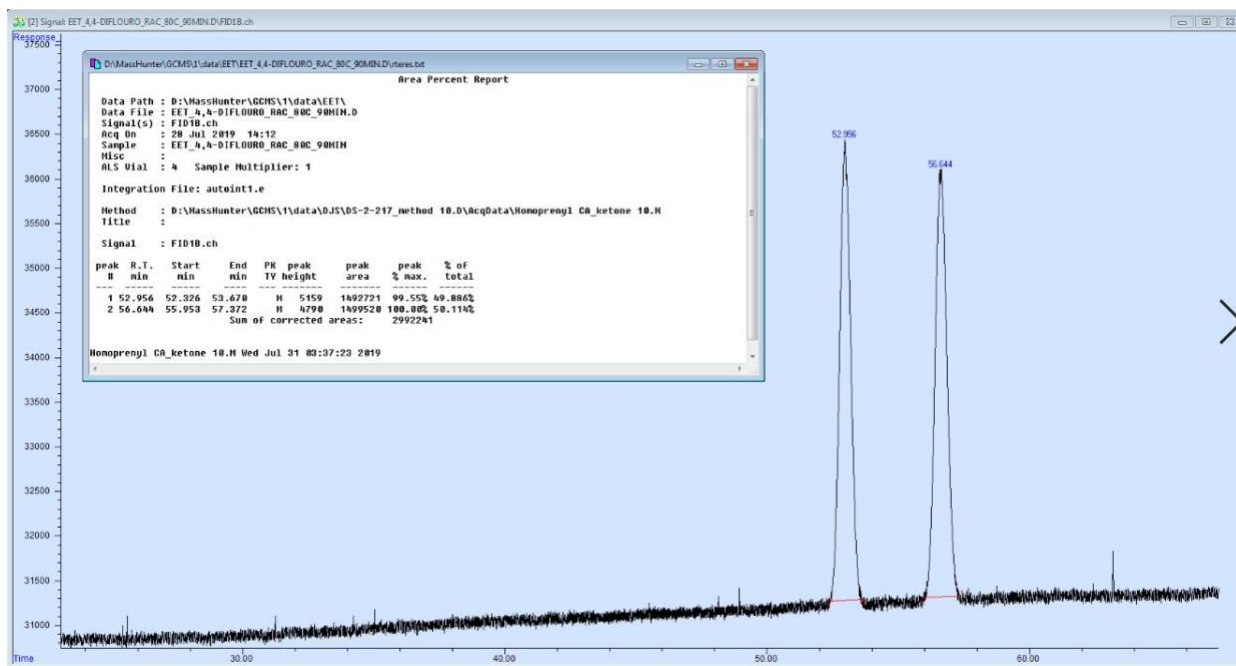 [2] Signal: EET_4,4-DIFLOURO_RAC_80C_90MIN.D\FID1B.ch
Response_
37500
37000
36500
36000
35500
35000
34500
34000
33500
33000
32500
32000
31500
31000
D:\MassHunter\GCMS\1\data\EET\EET_4,4-DIFLOURO_RAC_80C_90MIN.D\rteres.txt
Area Percent Report
Data Path : D:\MassHunter\GCMS\1\data\EET\
Data File : EET_4,4-DIFLOURO_RAC_80C_90MIN.D
Signal(s) : FID1B.ch
Acq On : 28 Jul 2019 14:12
Sample : EET_4,4-DIFLOURO_RAC_80C_90MIN
Misc :
ALS Vial : 4 Sample Multiplier: 1
Integration File: autoint1.e
Method : D:\MassHunter\GCMS\1\data\DJS\DS-2-217_method 10.D\AcqData\Homoprenyl CA_ketone 10.M
Title :
Signal : FID1B.ch
peak R.T. Start End PK peak peak peak % of
# min min min TY height area % max. total
--- ----- ----- ---- ---- ------ ------- ------ -------
1 52.956 52.326 53.670 M 5159 1492721 99.55% 49.886%
2 56.644 55.953 57.372 M 4790 1499520 100.00% 50.114%
Sum of corrected areas: 2992241
Homoprenyl CA_ketone 10.M Wed Jul 31 03:37:23 2019
52.956
56.644
Time
30.00
40.00
50.00
60.00